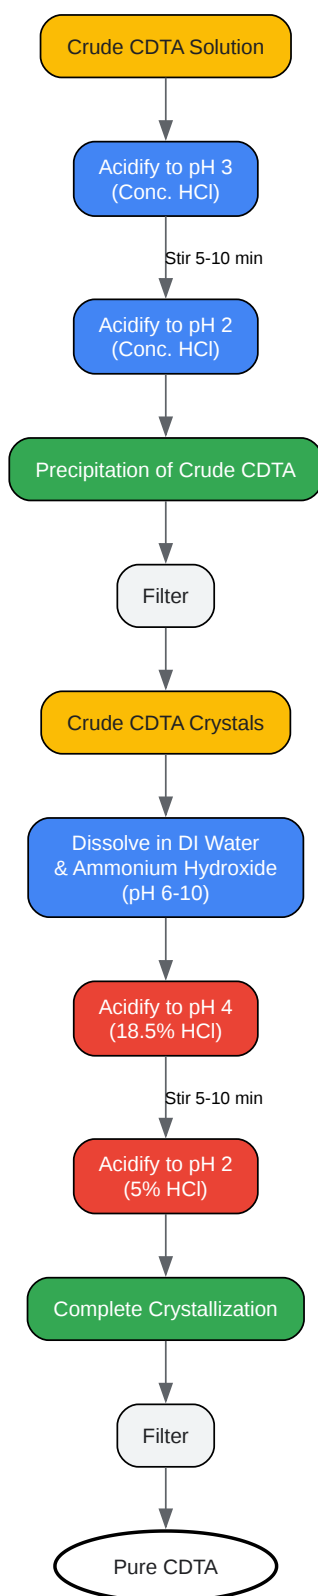 Crude CDTA Solution
Acidify to pH 3
(Conc. HCl)
Stir 5-10 min
Acidify to pH 2
(Conc. HCl)
Precipitation of Crude CDTA
Filter
Crude CDTA Crystals
Dissolve in DI Water
& Ammonium Hydroxide
(pH 6-10)
Acidify to pH 4
(18.5% HCl)
Stir 5-10 min
Acidify to pH 2
(5% HCl)
Complete Crystallization
Filter
Pure CDTA